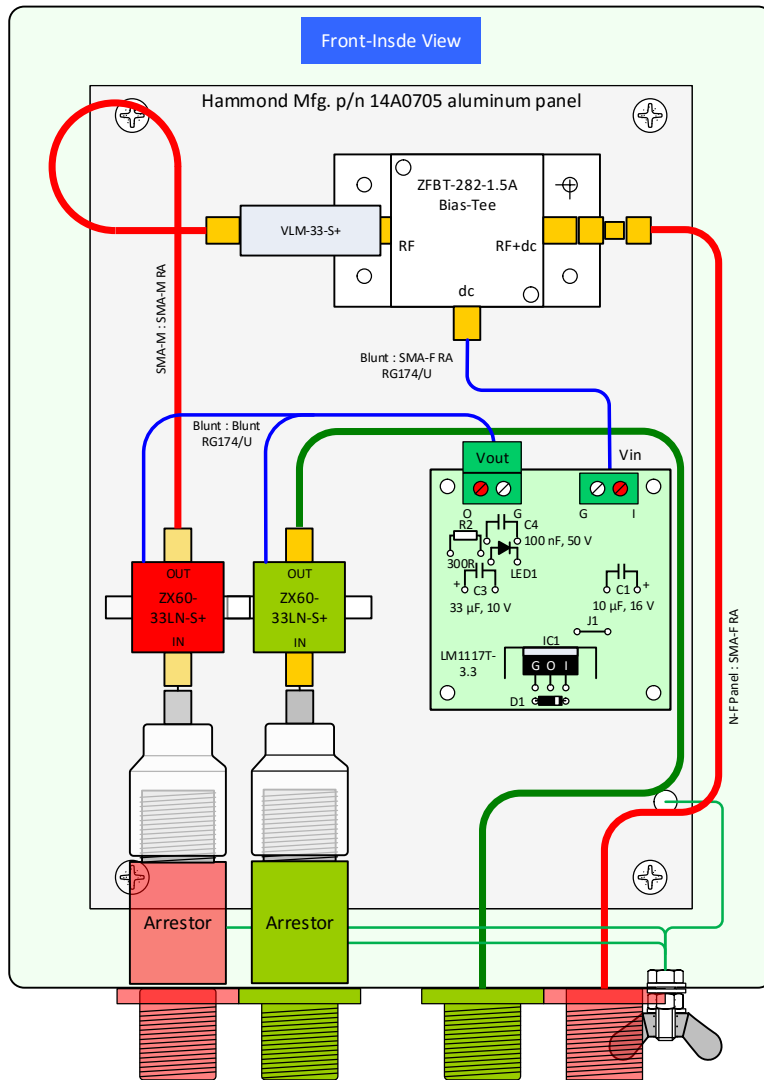 Front-Insde View
Hammond Mfg. p/n 14A0705 aluminum panel
ZFBT-282-1.5A
Bias-Tee
VLM-33-S+
RF
RF+dc
dc
SMA-M : SMA-M RA
Blunt : SMA-F RA
RG174/U
Blunt : Blunt
RG174/U
Vout
Vin
O
G
G
I
R2
300R
C4
100 nF, 50 V
LED1
+
C3
33 µF, 10 V
C1
+
10 µF, 16 V
J1
IC1
LM1117T-
3.3
G O I
D1
OUT
ZX60-
33LN-S+
IN
OUT
ZX60-
33LN-S+
IN
N-F Panel : SMA-F RA
Arrestor
Arrestor